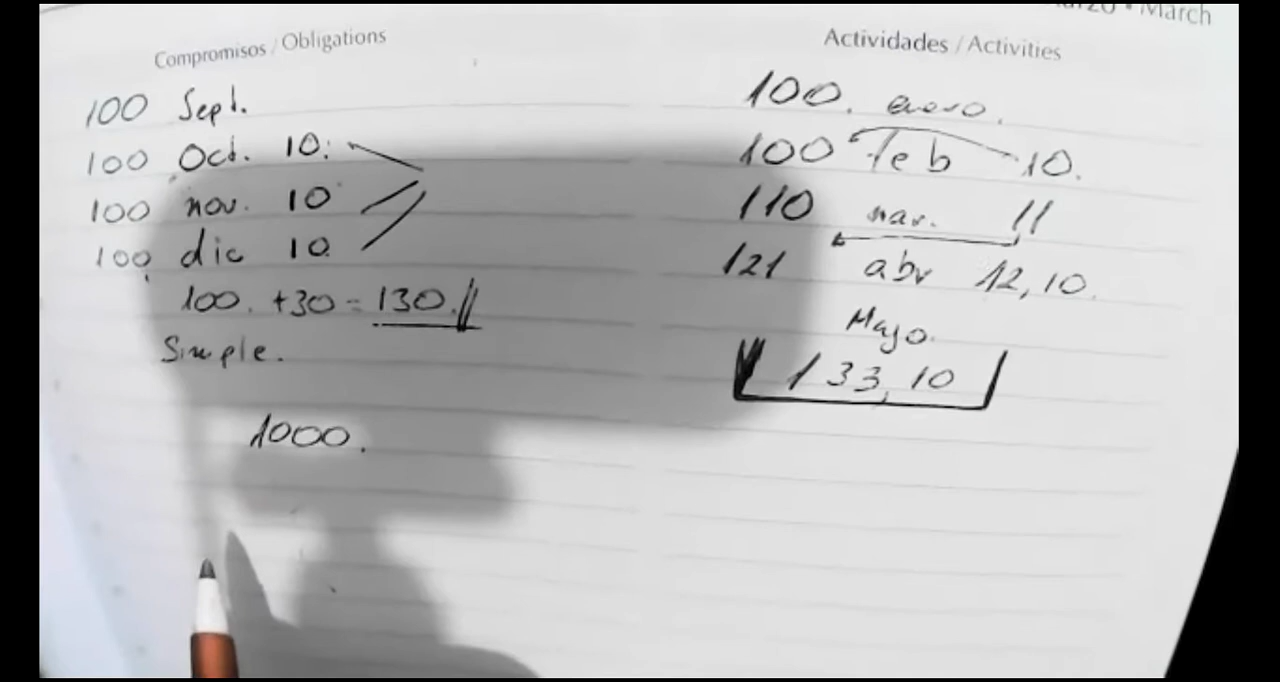 March
Compromisos / Obligations
100 Sept.
100 Oct. 10.
100 nov. 10
100 dic 10.
100. +30 = 130.
Simple.
1000.
Actividades / Activities
100. enero.
100 Feb 10.
110 mar. 11
121 abr 12,10.
Mayo.
133,10